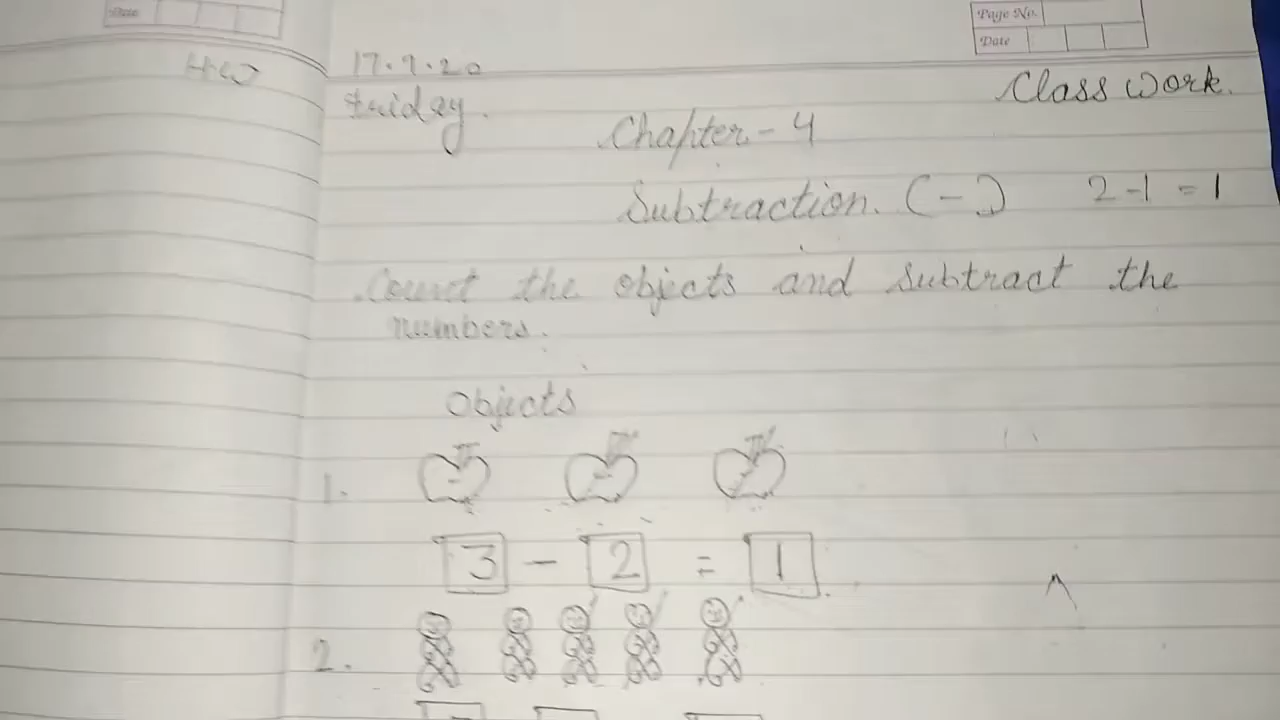 Date
Page No.
Date
H.W
17.7.20
Friday.
Class Work.
Chapter - 4
Subtraction. (-) 2 - 1 = 1
Count the objects and subtract the
numbers.
Objects
1.
3 - 2 = 1
2.